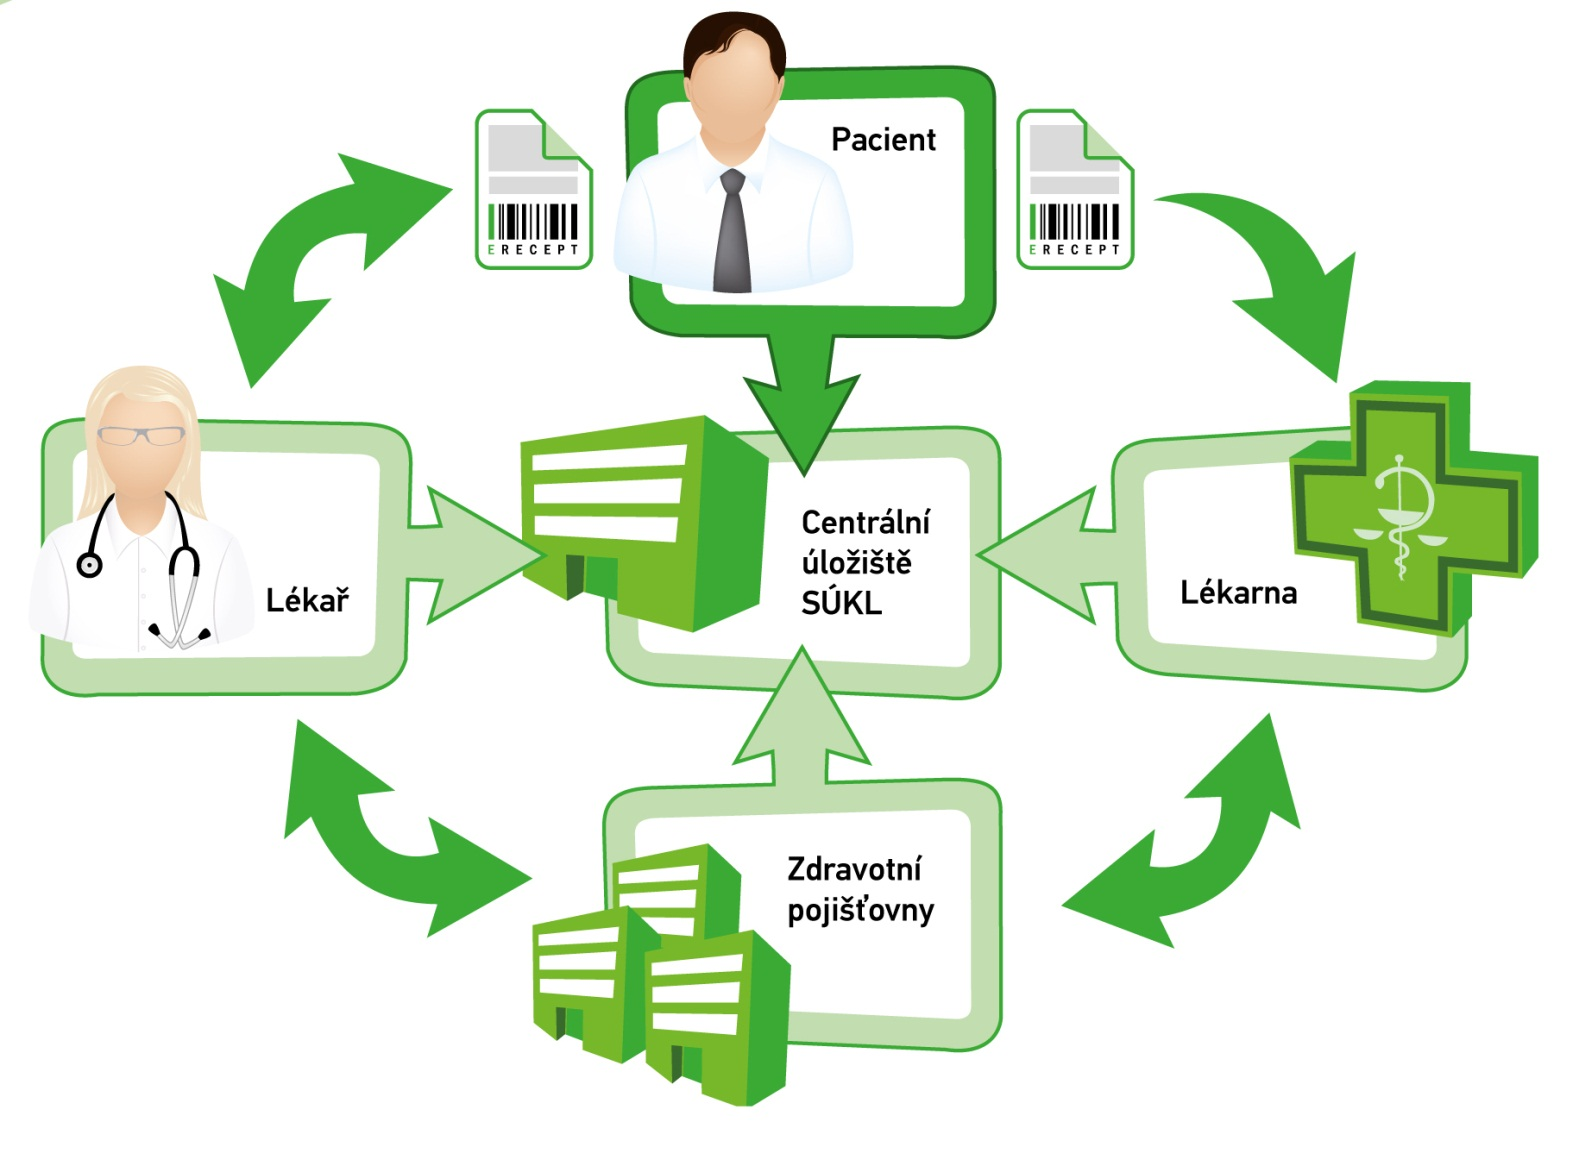 Pacient
ERECEPT
ERECEPT
Lékař
Centrální
úložiště
SÚKL
Lékarna
Zdravotní
pojišťovny